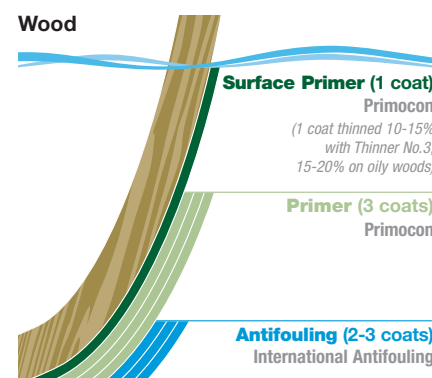 Wood
Surface Primer (1 coat)
Primocon
(1 coat thinned 10-15%
with Thinner No.3,
15-20% on oily woods)
Primer (3 coats)
Primocon
Antifouling (2-3 coats)
International Antifouling